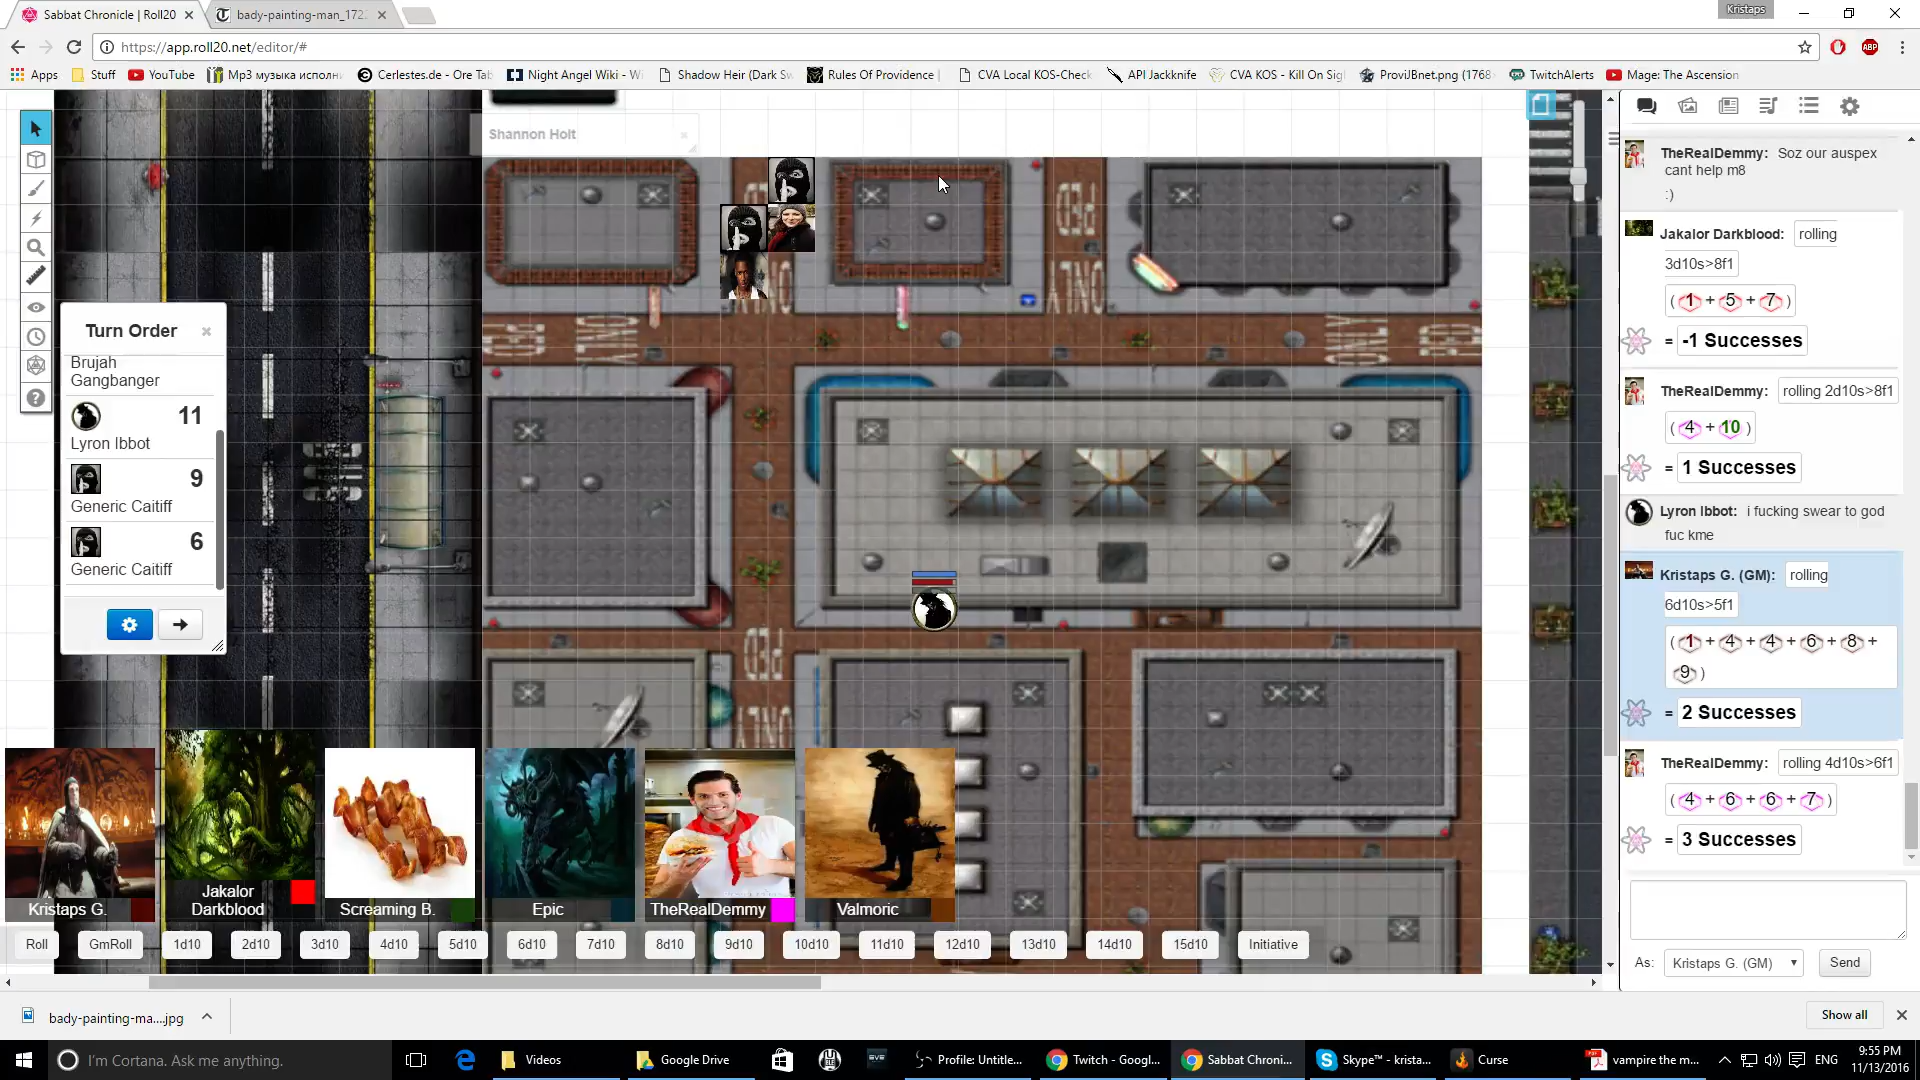 Sabbat Chronicle | Roll20
bady-painting-man_172
Kristaps
https://app.roll20.net/editor/#
Apps
Stuff
YouTube
Mp3 музыка исполни
Cerlestes.de - Ore Tab
Night Angel Wiki - Wi
Shadow Heir (Dark Sw
Rules Of Providence |
CVA Local KOS-Check
API Jackknife
CVA KOS - Kill On Sigl
ProviJBnet.png (1768
TwitchAlerts
Mage: The Ascension
Shannon Holt
Turn Order
Brujah
Gangbanger
11
Lyron Ibbot
9
Generic Caitiff
6
Generic Caitiff
PED
ONLY
Kristaps G.
Jakalor
Darkblood
Screaming B.
Epic
TheRealDemmy
Valmoric
Roll
GmRoll
1d10
2d10
3d10
4d10
5d10
6d10
7d10
8d10
9d10
10d10
11d10
12d10
13d10
14d10
15d10
Initiative
TheRealDemmy: Soz our auspex
cant help m8
:)
Jakalor Darkblood: rolling
3d10s>8f1
(1+5+7)
= -1 Successes
TheRealDemmy: rolling 2d10s>8f1
(4+10)
= 1 Successes
Lyron Ibbot: i fucking swear to god
fuc kme
Kristaps G. (GM): rolling
6d10s>5f1
(1+4+4+6+8+
9)
= 2 Successes
TheRealDemmy: rolling 4d10s>6f1
(4+6+6+7)
= 3 Successes
As: Kristaps G. (GM)
Send
bady-painting-ma....jpg
Show all
I'm Cortana. Ask me anything.
Videos
Google Drive
Profile: Untitle...
Twitch - Googl...
Sabbat Chroni...
Skype™ - krista...
Curse
vampire the m...
ENG
9:55 PM
11/13/2016